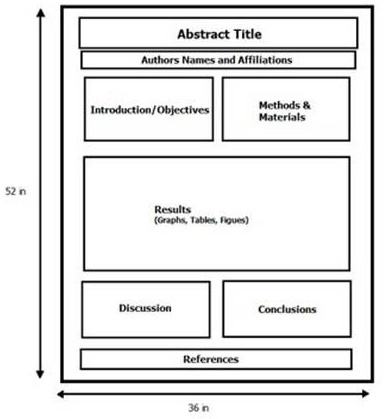 Abstract Title
Authors Names and Affiliations
Introduction/Objectives
Methods &
Materials
52 in
Results
(Graphs, Tables, Figues)
Discussion
Conclusions
References
36 in